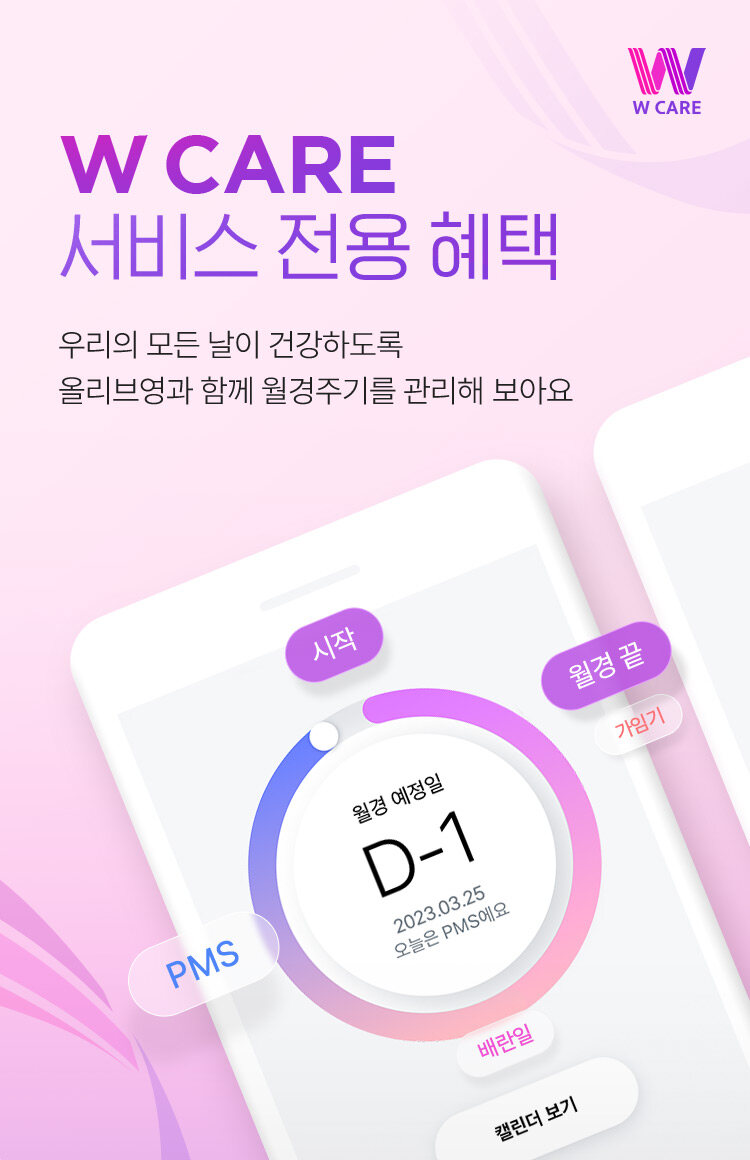 W CARE
W CARE
서비스 전용 혜택
우리의 모든 날이 건강하도록
올리브영과 함께 월경주기를 관리해 보아요
시작
월경 끝
가임기
월경 예정일
D-1
2023.03.25
오늘은 PMS에요
PMS
배란일
캘린더 보기